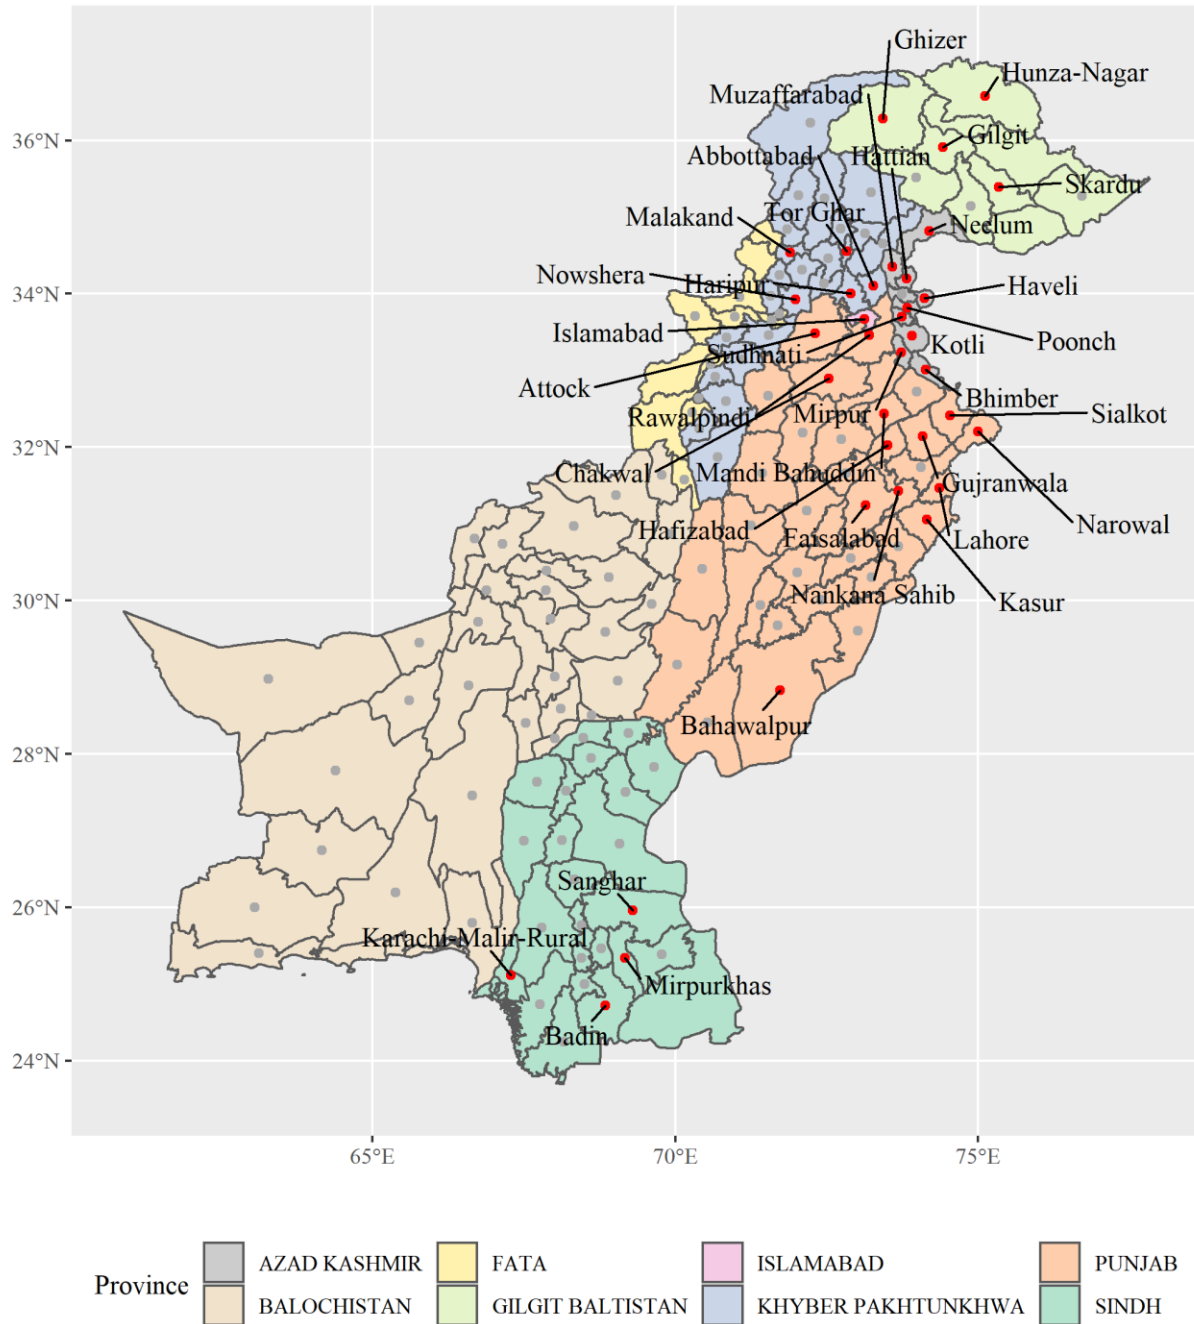 Ghizer
Hunza-Nagar
Muzaffarabad
36°N
Gilgit
Abbottabad
Hattian
Skardu
Malakand
Tor Ghar
Neelum
Nowshera
Haripur
Haveli
34°N
Islamabad
Sudhnati
Kotli
Poonch
Attock
Bhimber
Rawalpindi
Mirpur
Sialkot
32°N
Chakwal
Mandi Bahuddin
Gujranwala
Hafizabad
Faisalabad
Lahore
Narowal
Nankana Sahib
Kasur
30°N
Bahawalpur
28°N
Sanghar
26°N
Karachi-Malir-Rural
Mirpurkhas
Badin
24°N
65°E
70°E
75°E
Province
AZAD KASHMIR
FATA
ISLAMABAD
PUNJAB
BALOCHISTAN
GILGIT BALTISTAN
KHYBER PAKHTUNKHWA
SINDH